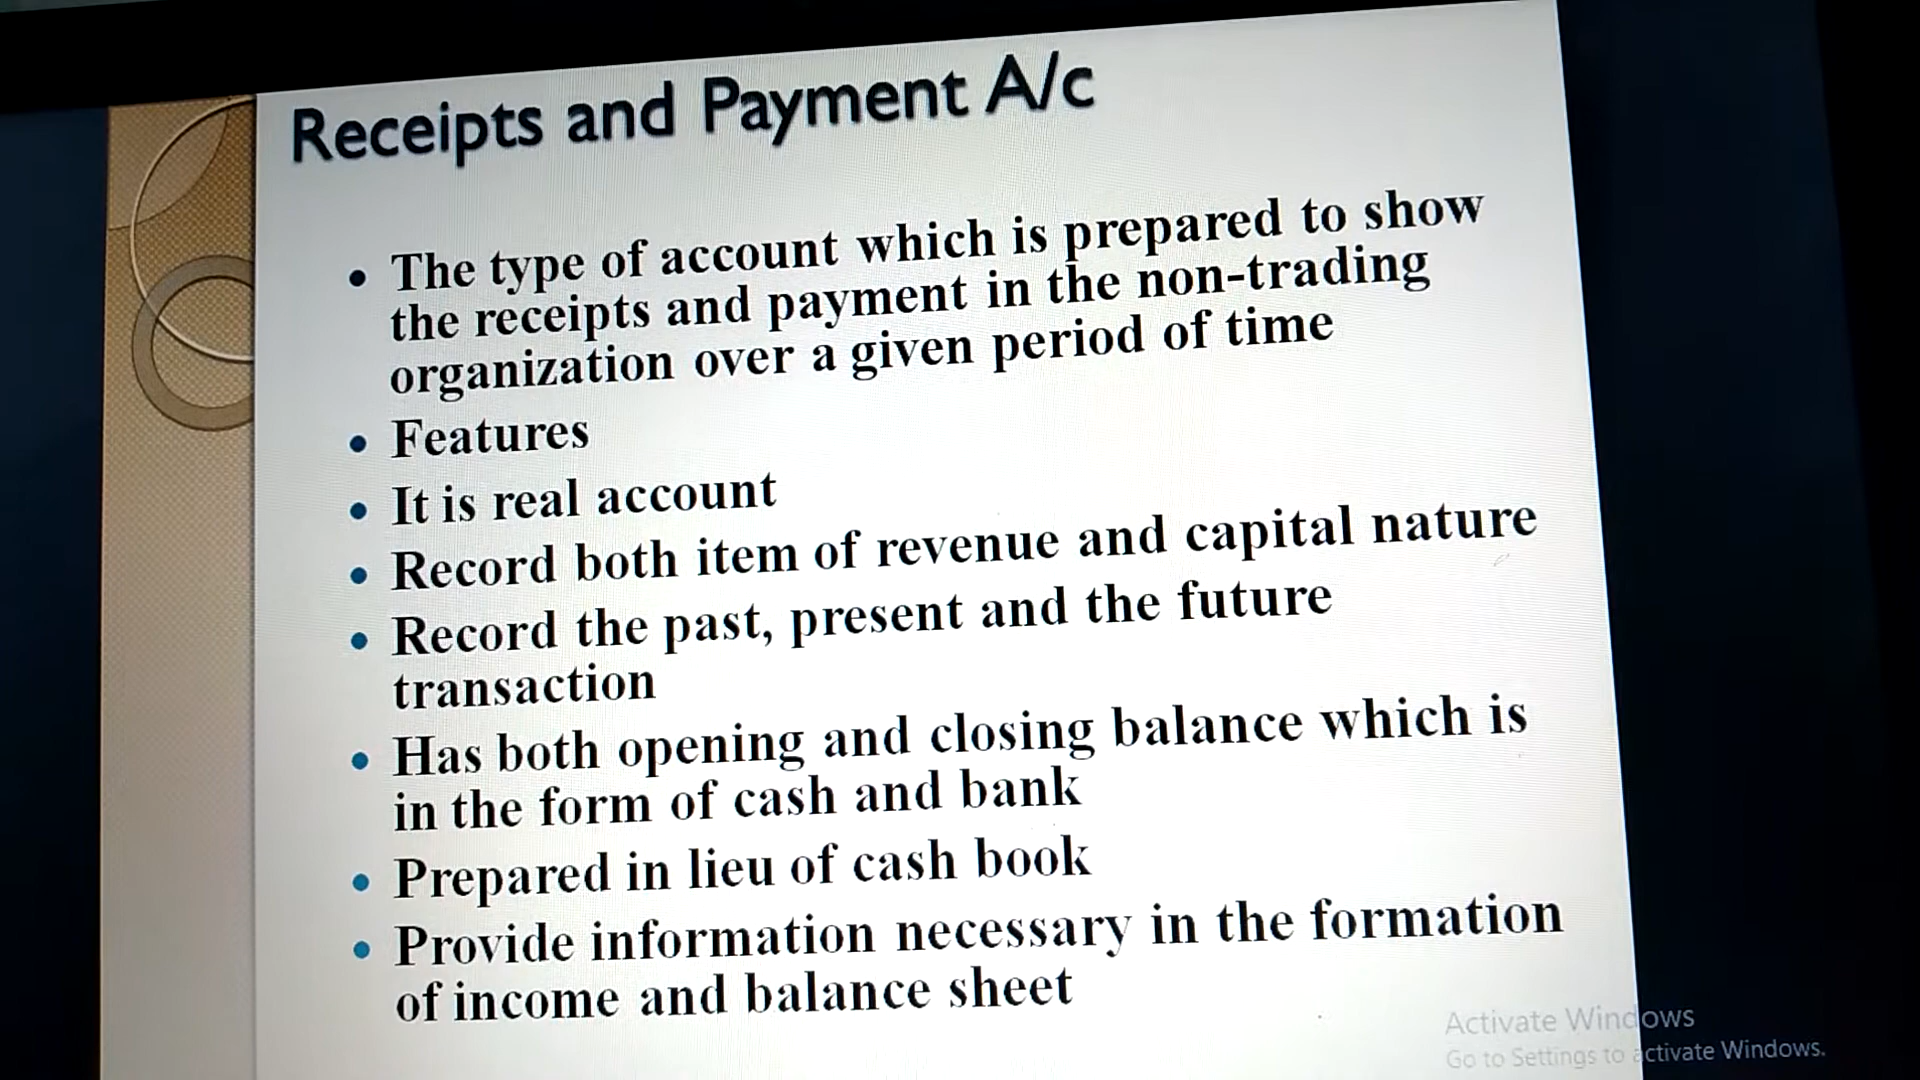 Receipts and Payment A/c
• The type of account which is prepared to show
the receipts and payment in the non-trading
organization over a given period of time
• Features
• It is real account
• Record both item of revenue and capital nature
• Record the past, present and the future
transaction
• Has both opening and closing balance which is
in the form of cash and bank
• Prepared in lieu of cash book
• Provide information necessary in the formation
of income and balance sheet
Activate Windows
Go to Settings to activate Windows.